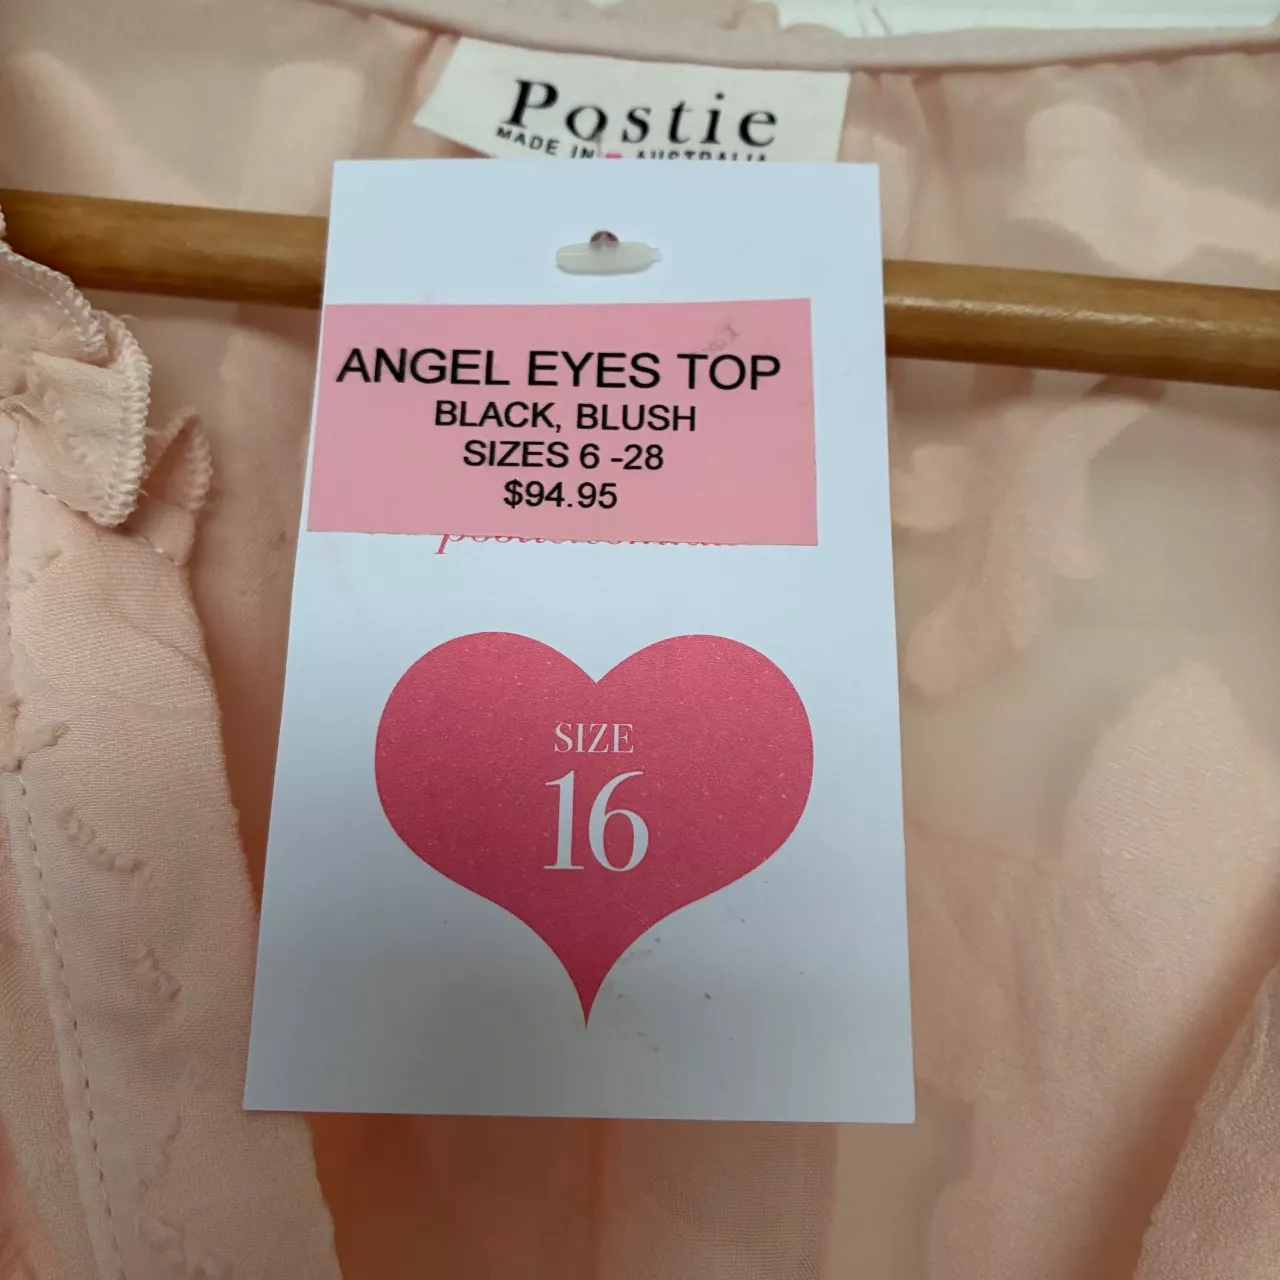 Postie
MADE IN AUSTRALIA
ANGEL EYES TOP
BLACK, BLUSH
SIZES 6 -28
$94.95
SIZE
16